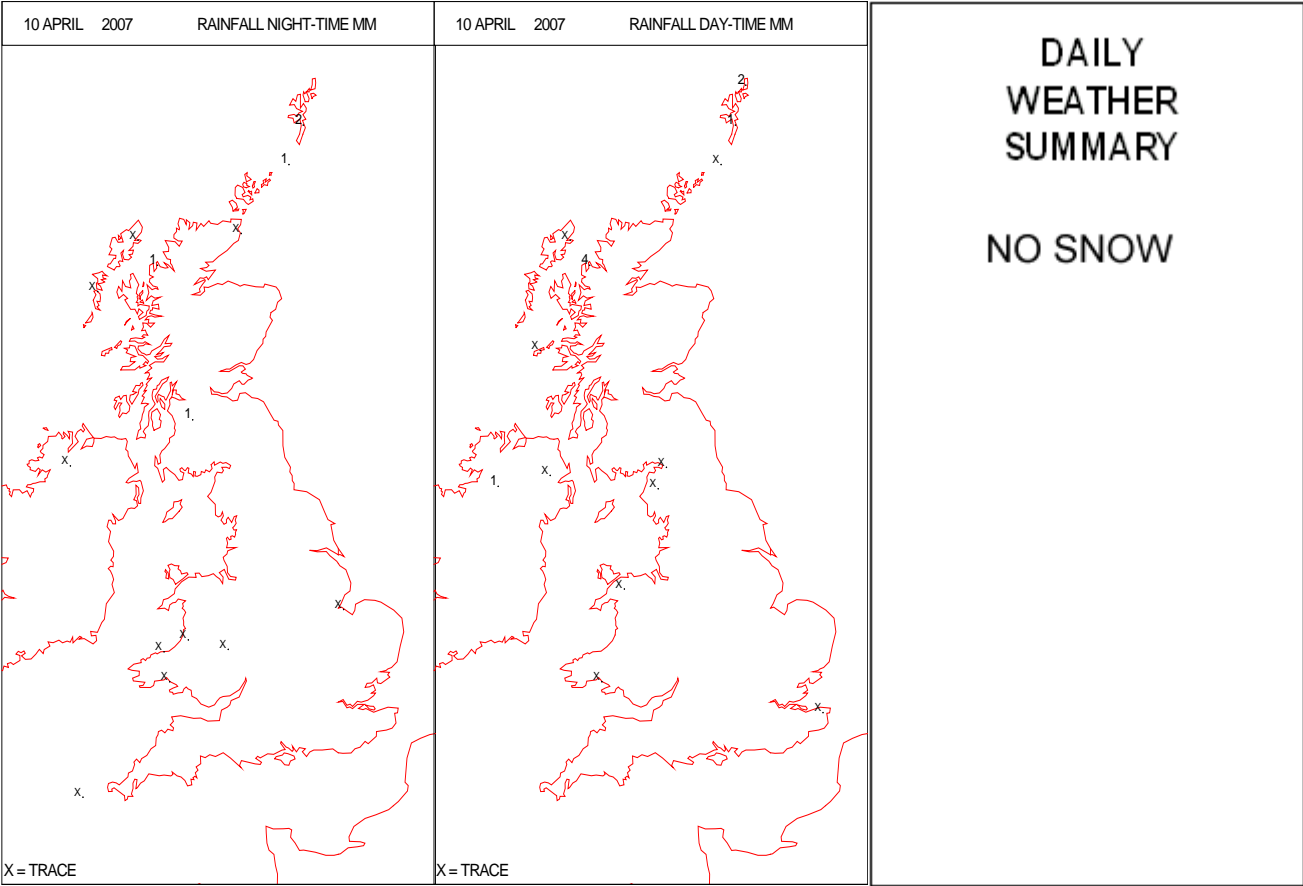 10 APRIL 2007 RAINFALL NIGHT-TIME MM
2.
1.
X.
X.
1.
X.
1.
X.
X.
X.
X.
X.
X.
X.
X = TRACE
10 APRIL 2007 RAINFALL DAY-TIME MM
2.
1.
X.
X.
4.
X.
X.
X.
1.
X.
X.
X.
X.
X = TRACE
DAILY
WEATHER
SUMMARY
NO SNOW